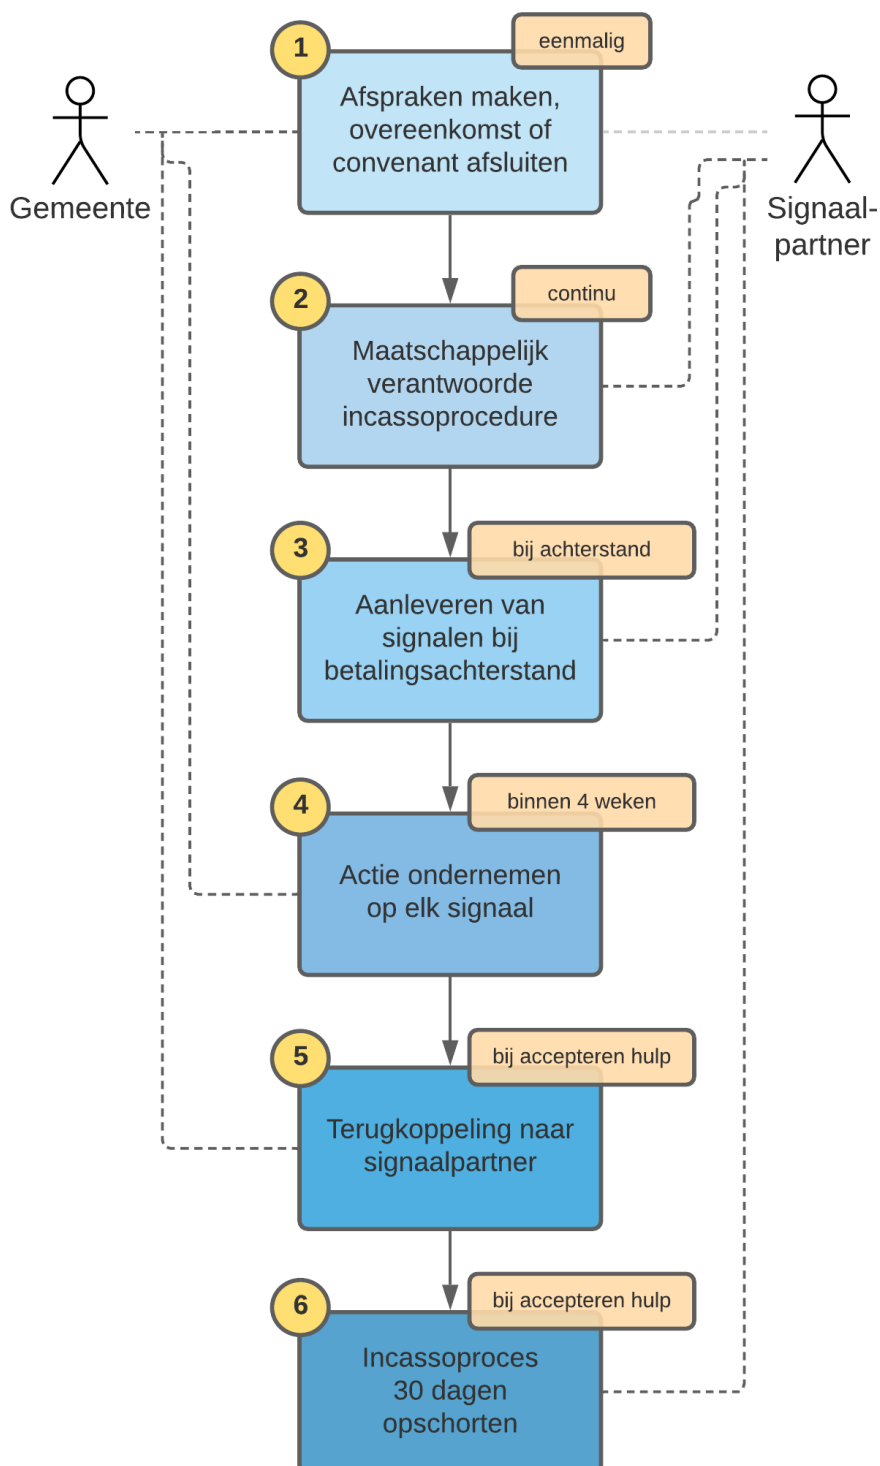 1
eenmalig
Afspraken maken,
overeenkomst of
convenant afsluiten
Gemeente
Signaal-
partner
2
continu
Maatschappelijk
verantwoorde
incassoprocedure
3
bij achterstand
Aanleveren van
signalen bij
betalingsachterstand
4
binnen 4 weken
Actie ondernemen
op elk signaal
5
bij accepteren hulp
Terugkoppeling naar
signaalpartner
6
bij accepteren hulp
Incassoproces
30 dagen
opschorten